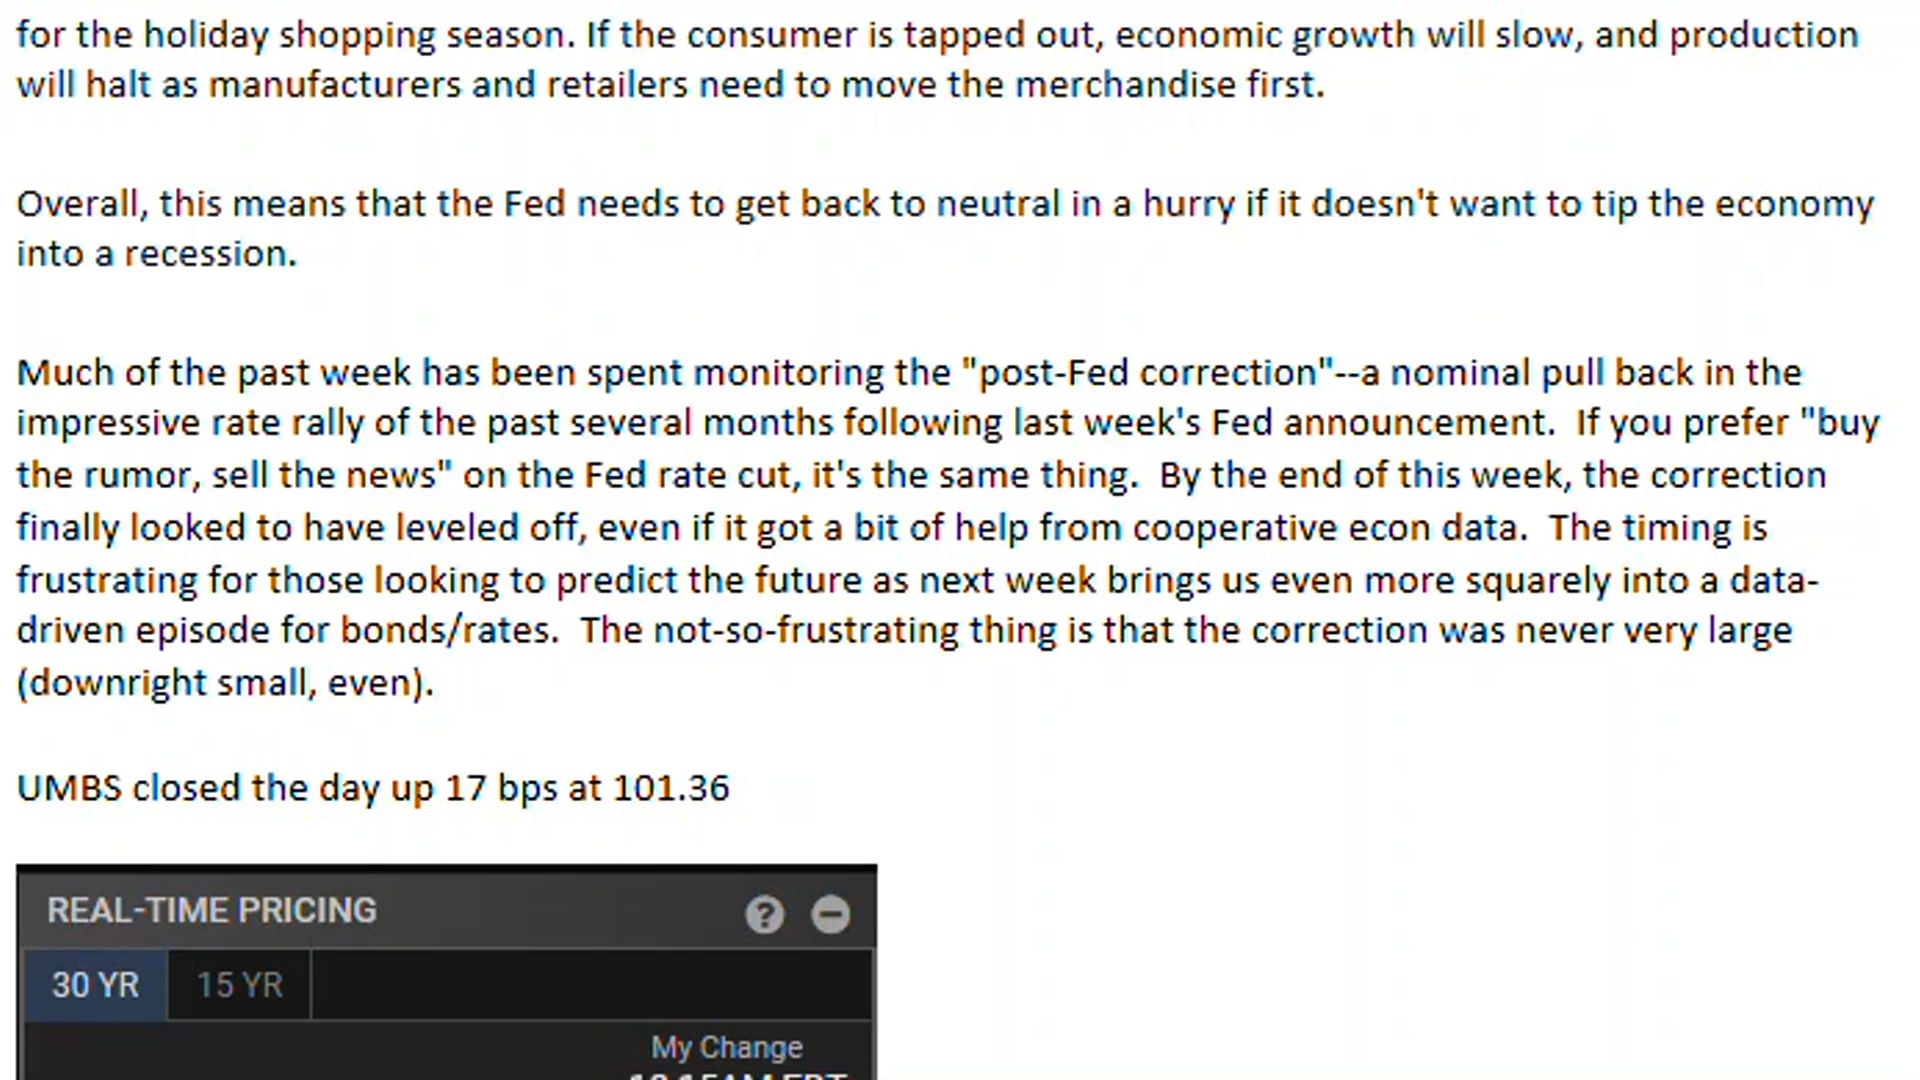 for the holiday shopping season. If the consumer is tapped out, economic growth will slow, and production
will halt as manufacturers and retailers need to move the merchandise first.
Overall, this means that the Fed needs to get back to neutral in a hurry if it doesn't want to tip the economy
into a recession.
Much of the past week has been spent monitoring the "post-Fed correction"--a nominal pull back in the
impressive rate rally of the past several months following last week's Fed announcement.  If you prefer "buy
the rumor, sell the news" on the Fed rate cut, it's the same thing.  By the end of this week, the correction
finally looked to have leveled off, even if it got a bit of help from cooperative econ data.  The timing is
frustrating for those looking to predict the future as next week brings us even more squarely into a data-
driven episode for bonds/rates.  The not-so-frustrating thing is that the correction was never very large
(downright small, even).
UMBS closed the day up 17 bps at 101.36
REAL-TIME PRICING
30 YR 15 YR
My Change